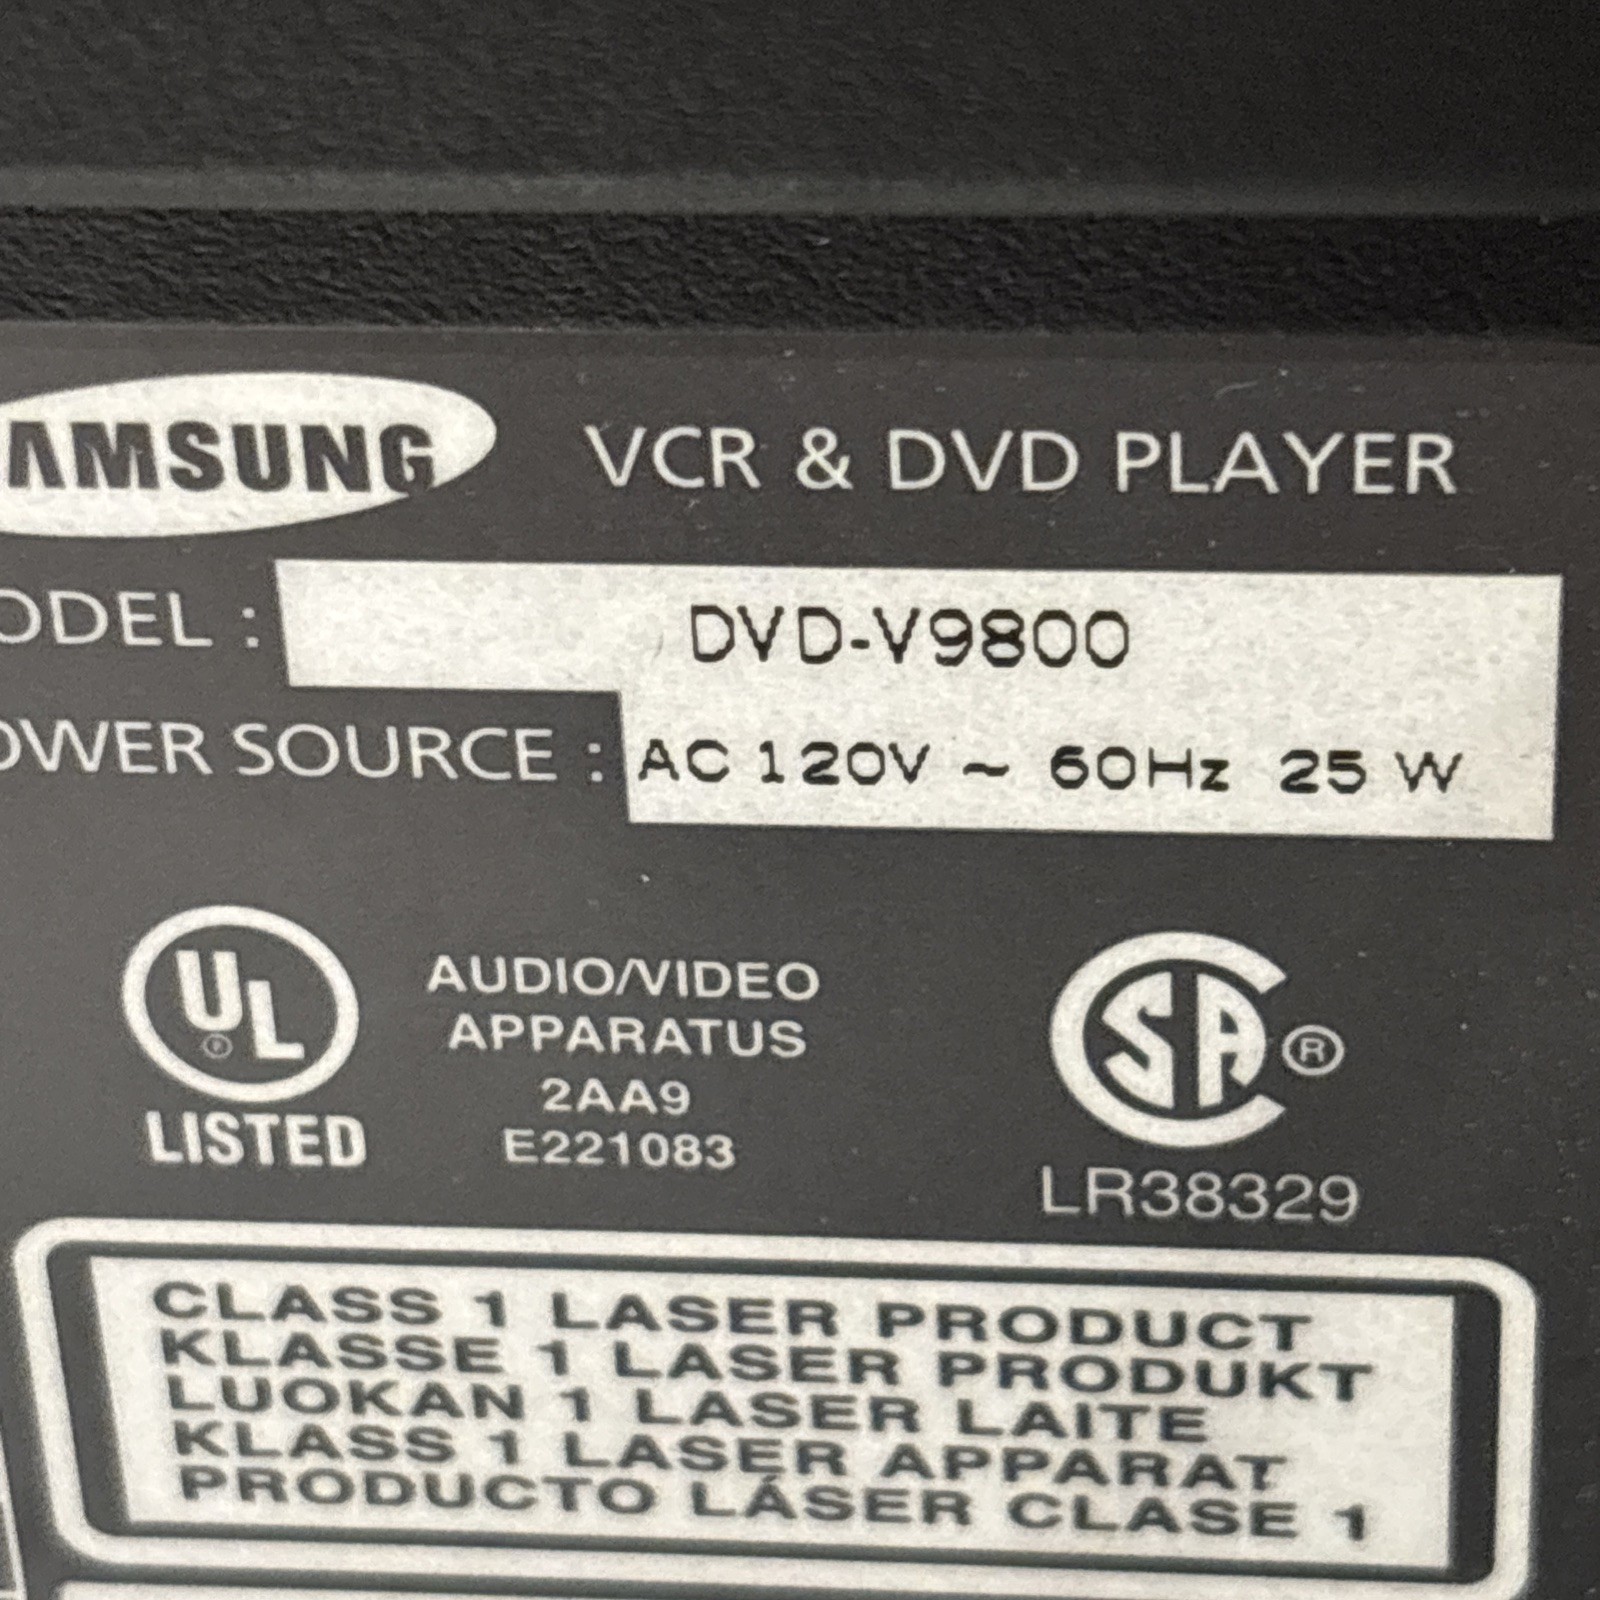 AMSUNG VCR & DVD PLAYER
ODEL : DVD-V9800
OWER SOURCE : AC 120V ~ 60Hz 25 W
UL ®
LISTED
AUDIO/VIDEO
APPARATUS
2AA9
E221083
CSA ®
LR38329
CLASS 1 LASER PRODUCT
KLASSE 1 LASER PRODUKT
LUOKAN 1 LASER LAITE
KLASS 1 LASER APPARAT
PRODUCTO LÁSER CLASE 1